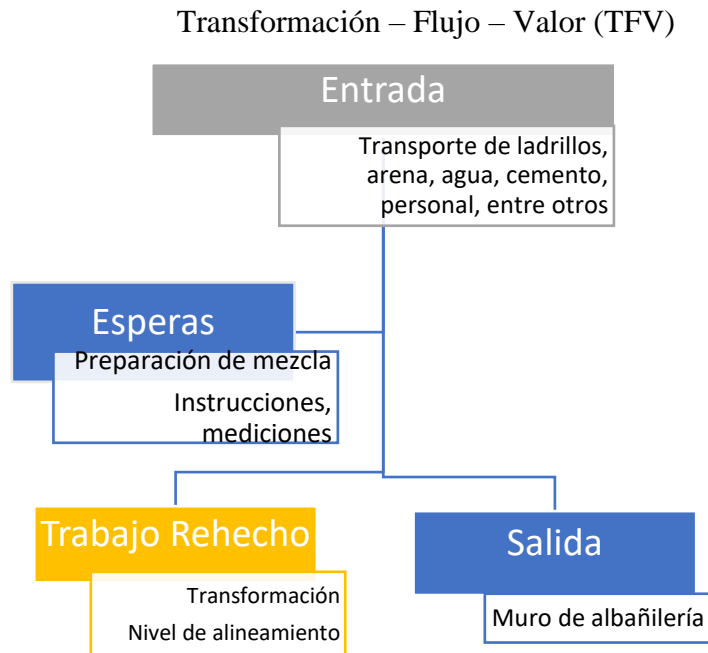 Transformación – Flujo – Valor (TFV)
Entrada
Transporte de ladrillos,
arena, agua, cemento,
personal, entre otros
Esperas
Preparación de mezcla
Instrucciones,
mediciones
Trabajo Rehecho
Transformación
Nivel de alineamiento
Salida
Muro de albañilería